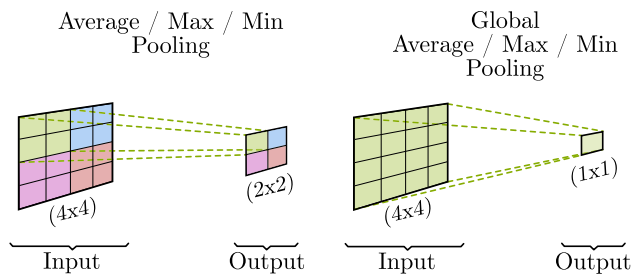 Average / Max / Min
Pooling
(4x4)
(2x2)
Input
Output
Global
Average / Max / Min
Pooling
(4x4)
(1x1)
Input
Output